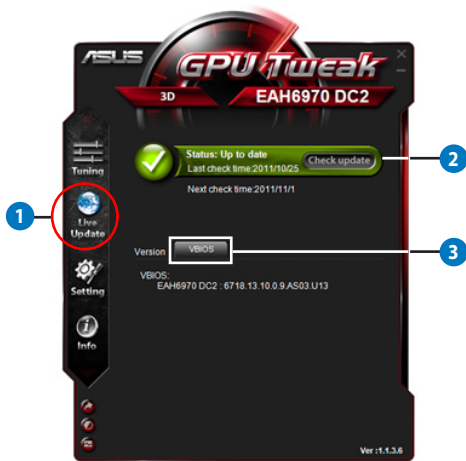 ASUS
GPU Tweak
3D
EAH6970 DC2
Tuning
Status: Up to date
Last check time:2011/10/25
Check update
2
Next check time:2011/11/1
1
Live
Update
Version
VBIOS
3
VBIOS:
EAH6970 DC2 : 6718.13.10.0.9.AS03.U13
Setting
i
Info
Ver :1.1.3.6